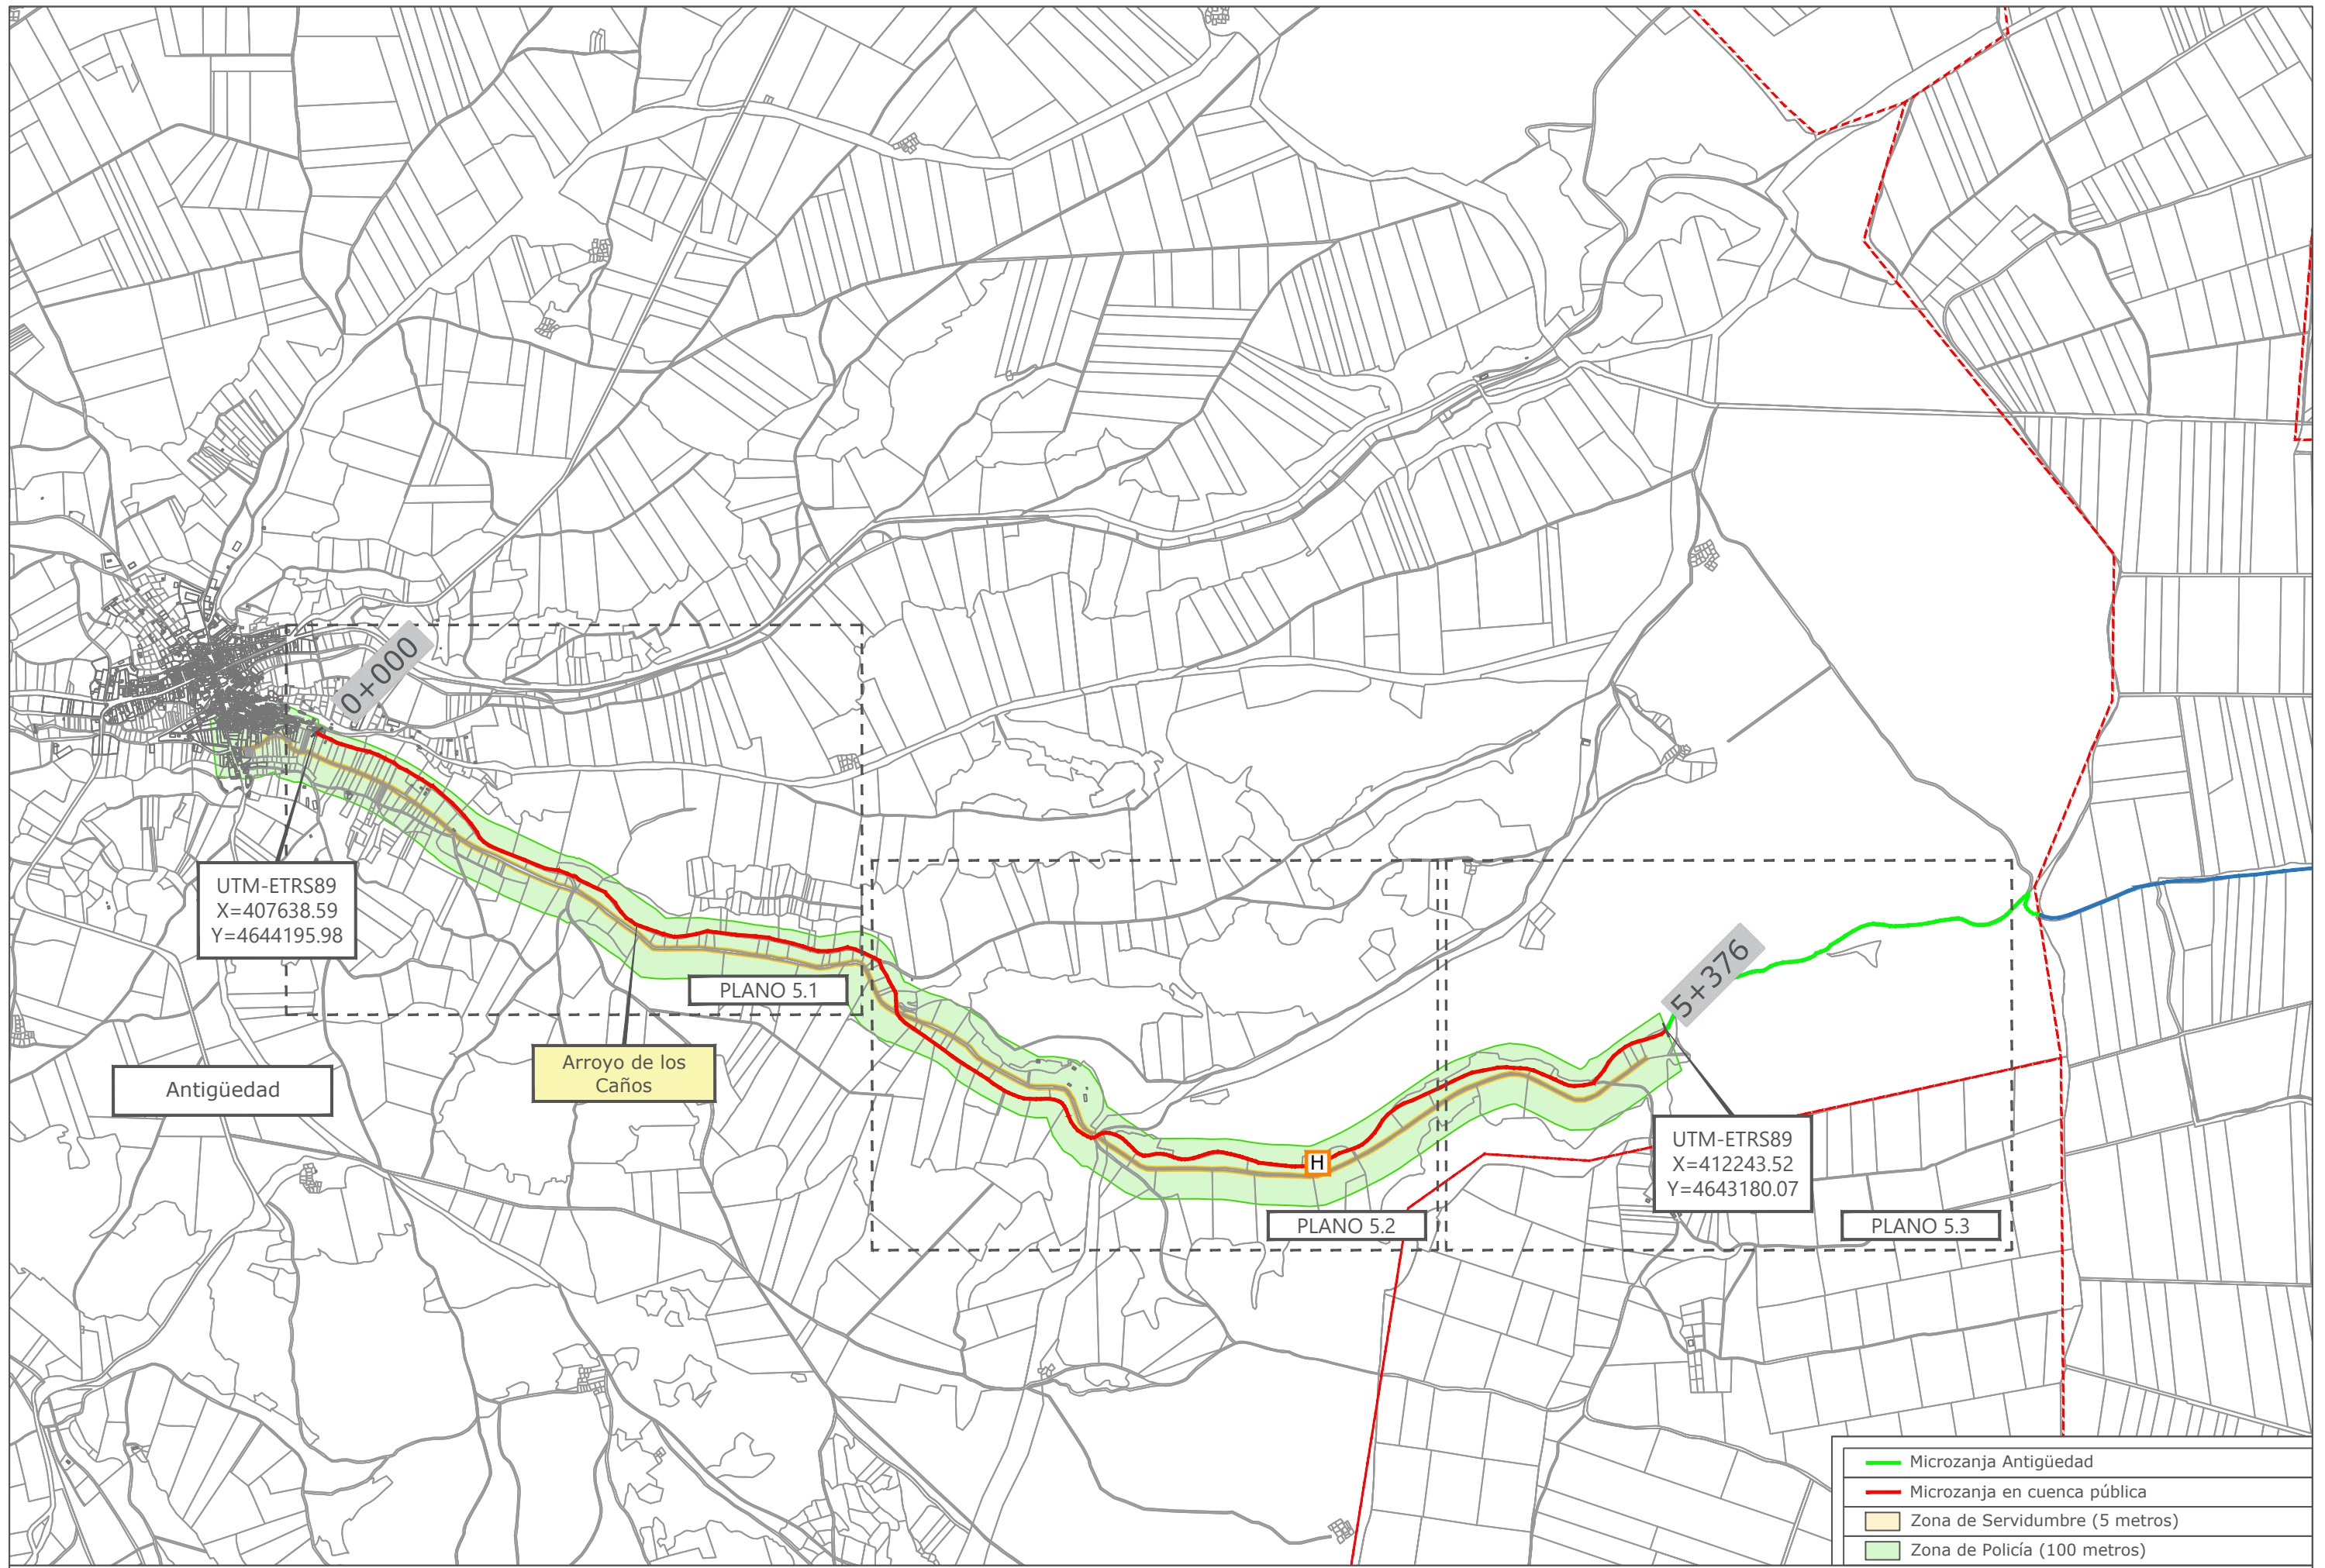 0+000
UTM-ETRS89
X=407638.59
Y=4644195.98
PLANO 5.1
5+376
Arroyo de los
Caños
Antigüedad
UTM-ETRS89
X=412243.52
Y=4643180.07
H
PLANO 5.2
PLANO 5.3
Microzanja Antigüedad
Microzanja en cuenca pública
Zona de Servidumbre (5 metros)
Zona de Policía (100 metros)